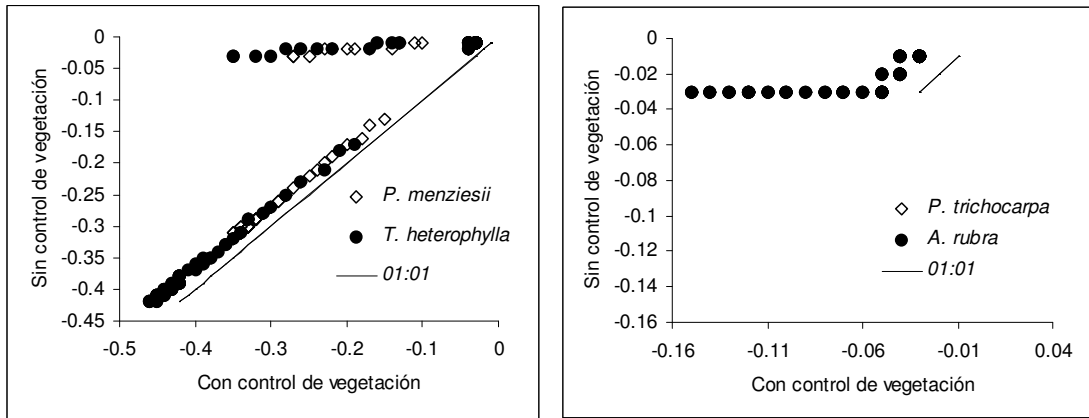 0
-0.05
-0.1
-0.15
-0.2
-0.25
-0.3
-0.35
-0.4
-0.45
Sin control de vegetación
P. menziesii
T. heterophylla
01:01
-0.5 -0.4 -0.3 -0.2 -0.1 0
Con control de vegetación
0
-0.02
-0.04
-0.06
-0.08
-0.1
-0.12
-0.14
-0.16
Sin control de vegetación
P. trichocarpa
A. rubra
01:01
-0.16 -0.11 -0.06 -0.01 0.04
Con control de vegetación